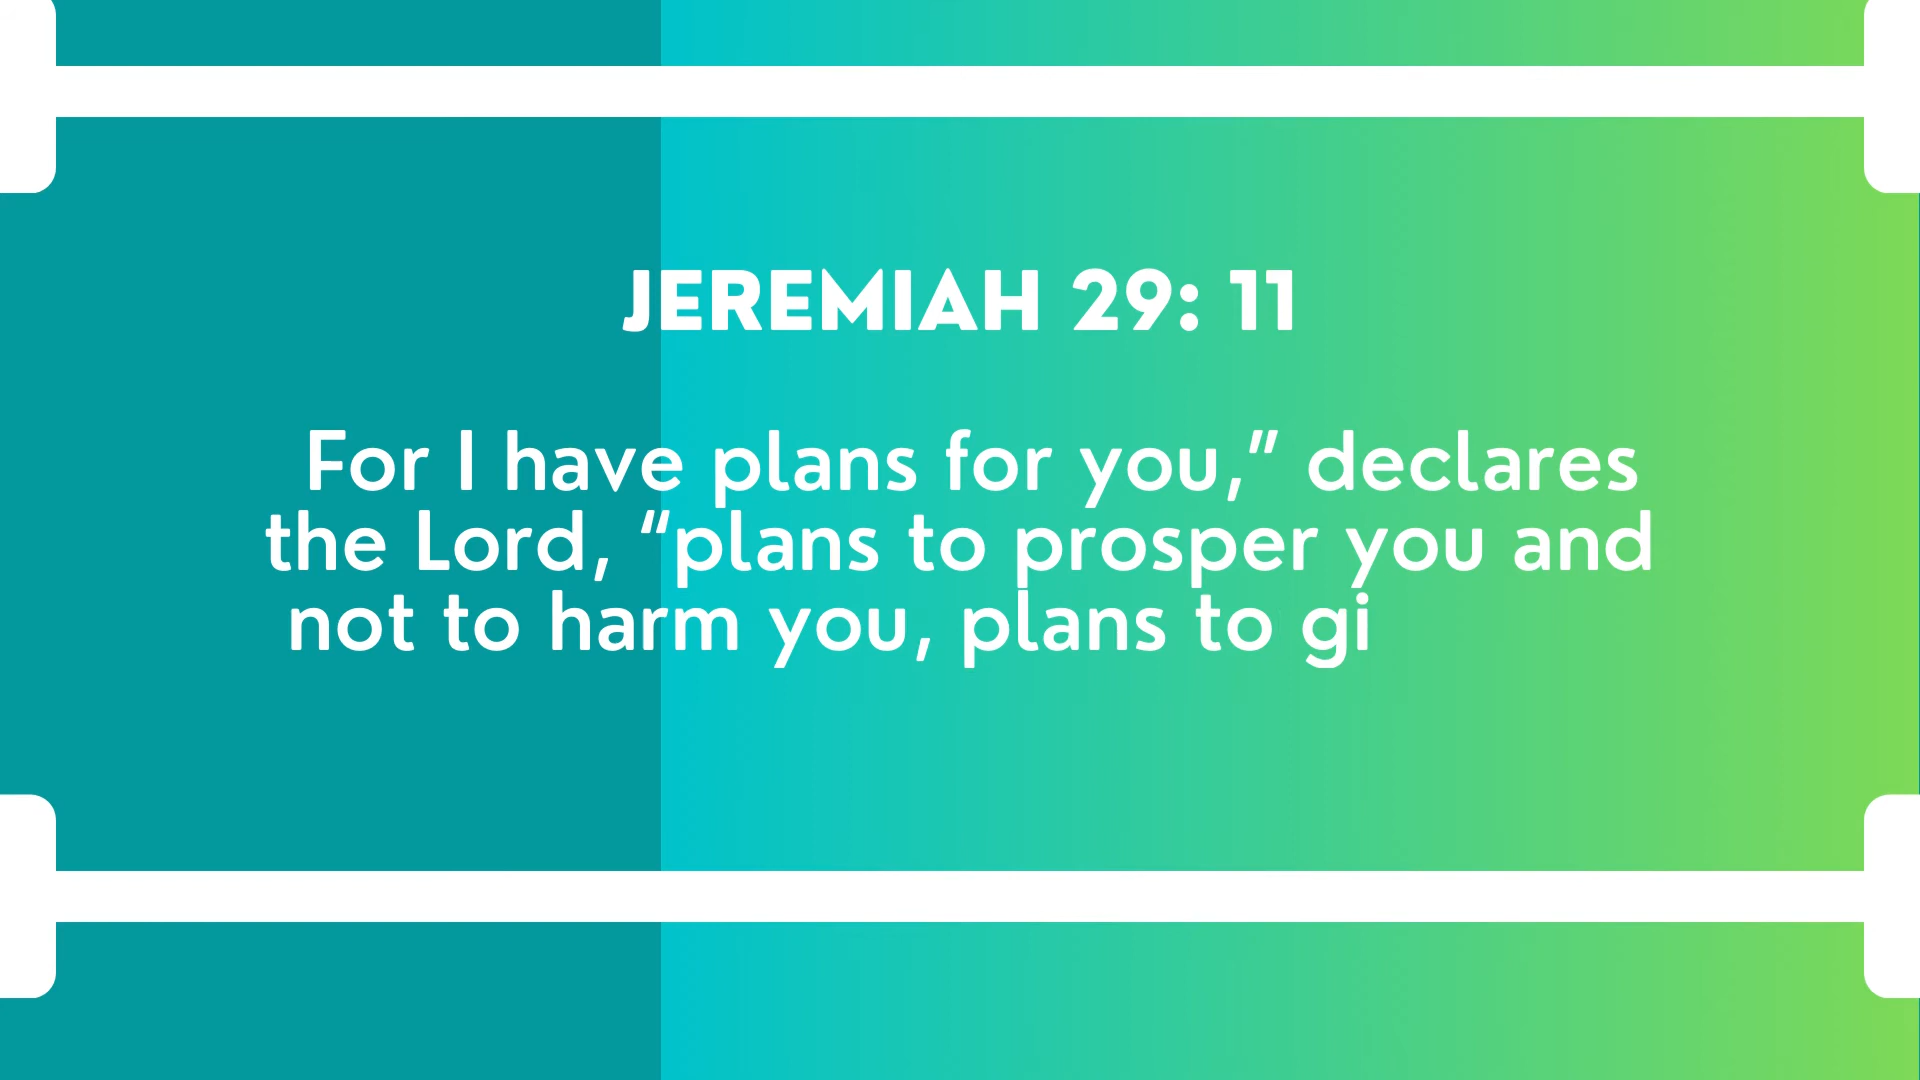 JEREMIAH 29: 11
For I have plans for you,” declares
the Lord, “plans to prosper you and
not to harm you, plans to gi